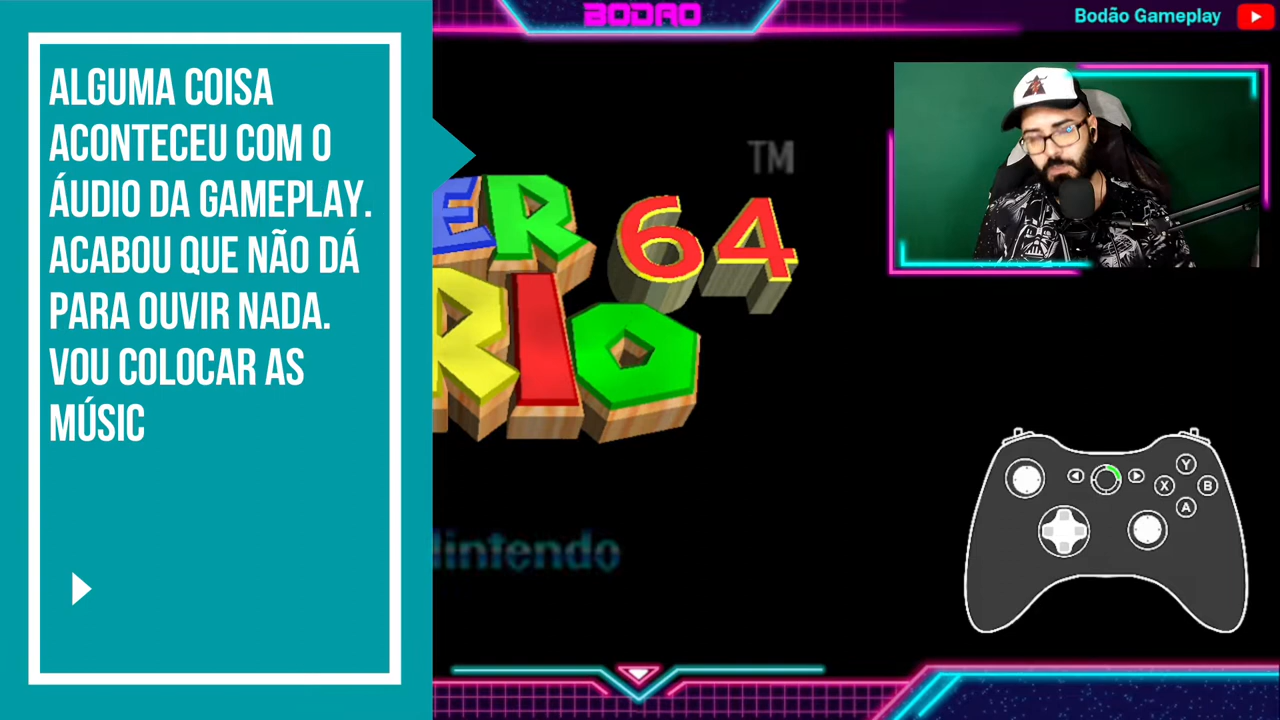 BODAO
Bodão Gameplay
ALGUMA COISA
ACONTECEU COM O
ÁUDIO DA GAMEPLAY.
ACABOU QUE NÃO DÁ
PARA OUVIR NADA.
VOU COLOCAR AS
MÚSIC
TM
ER 64
RIO
Nintendo
Y
X B
A